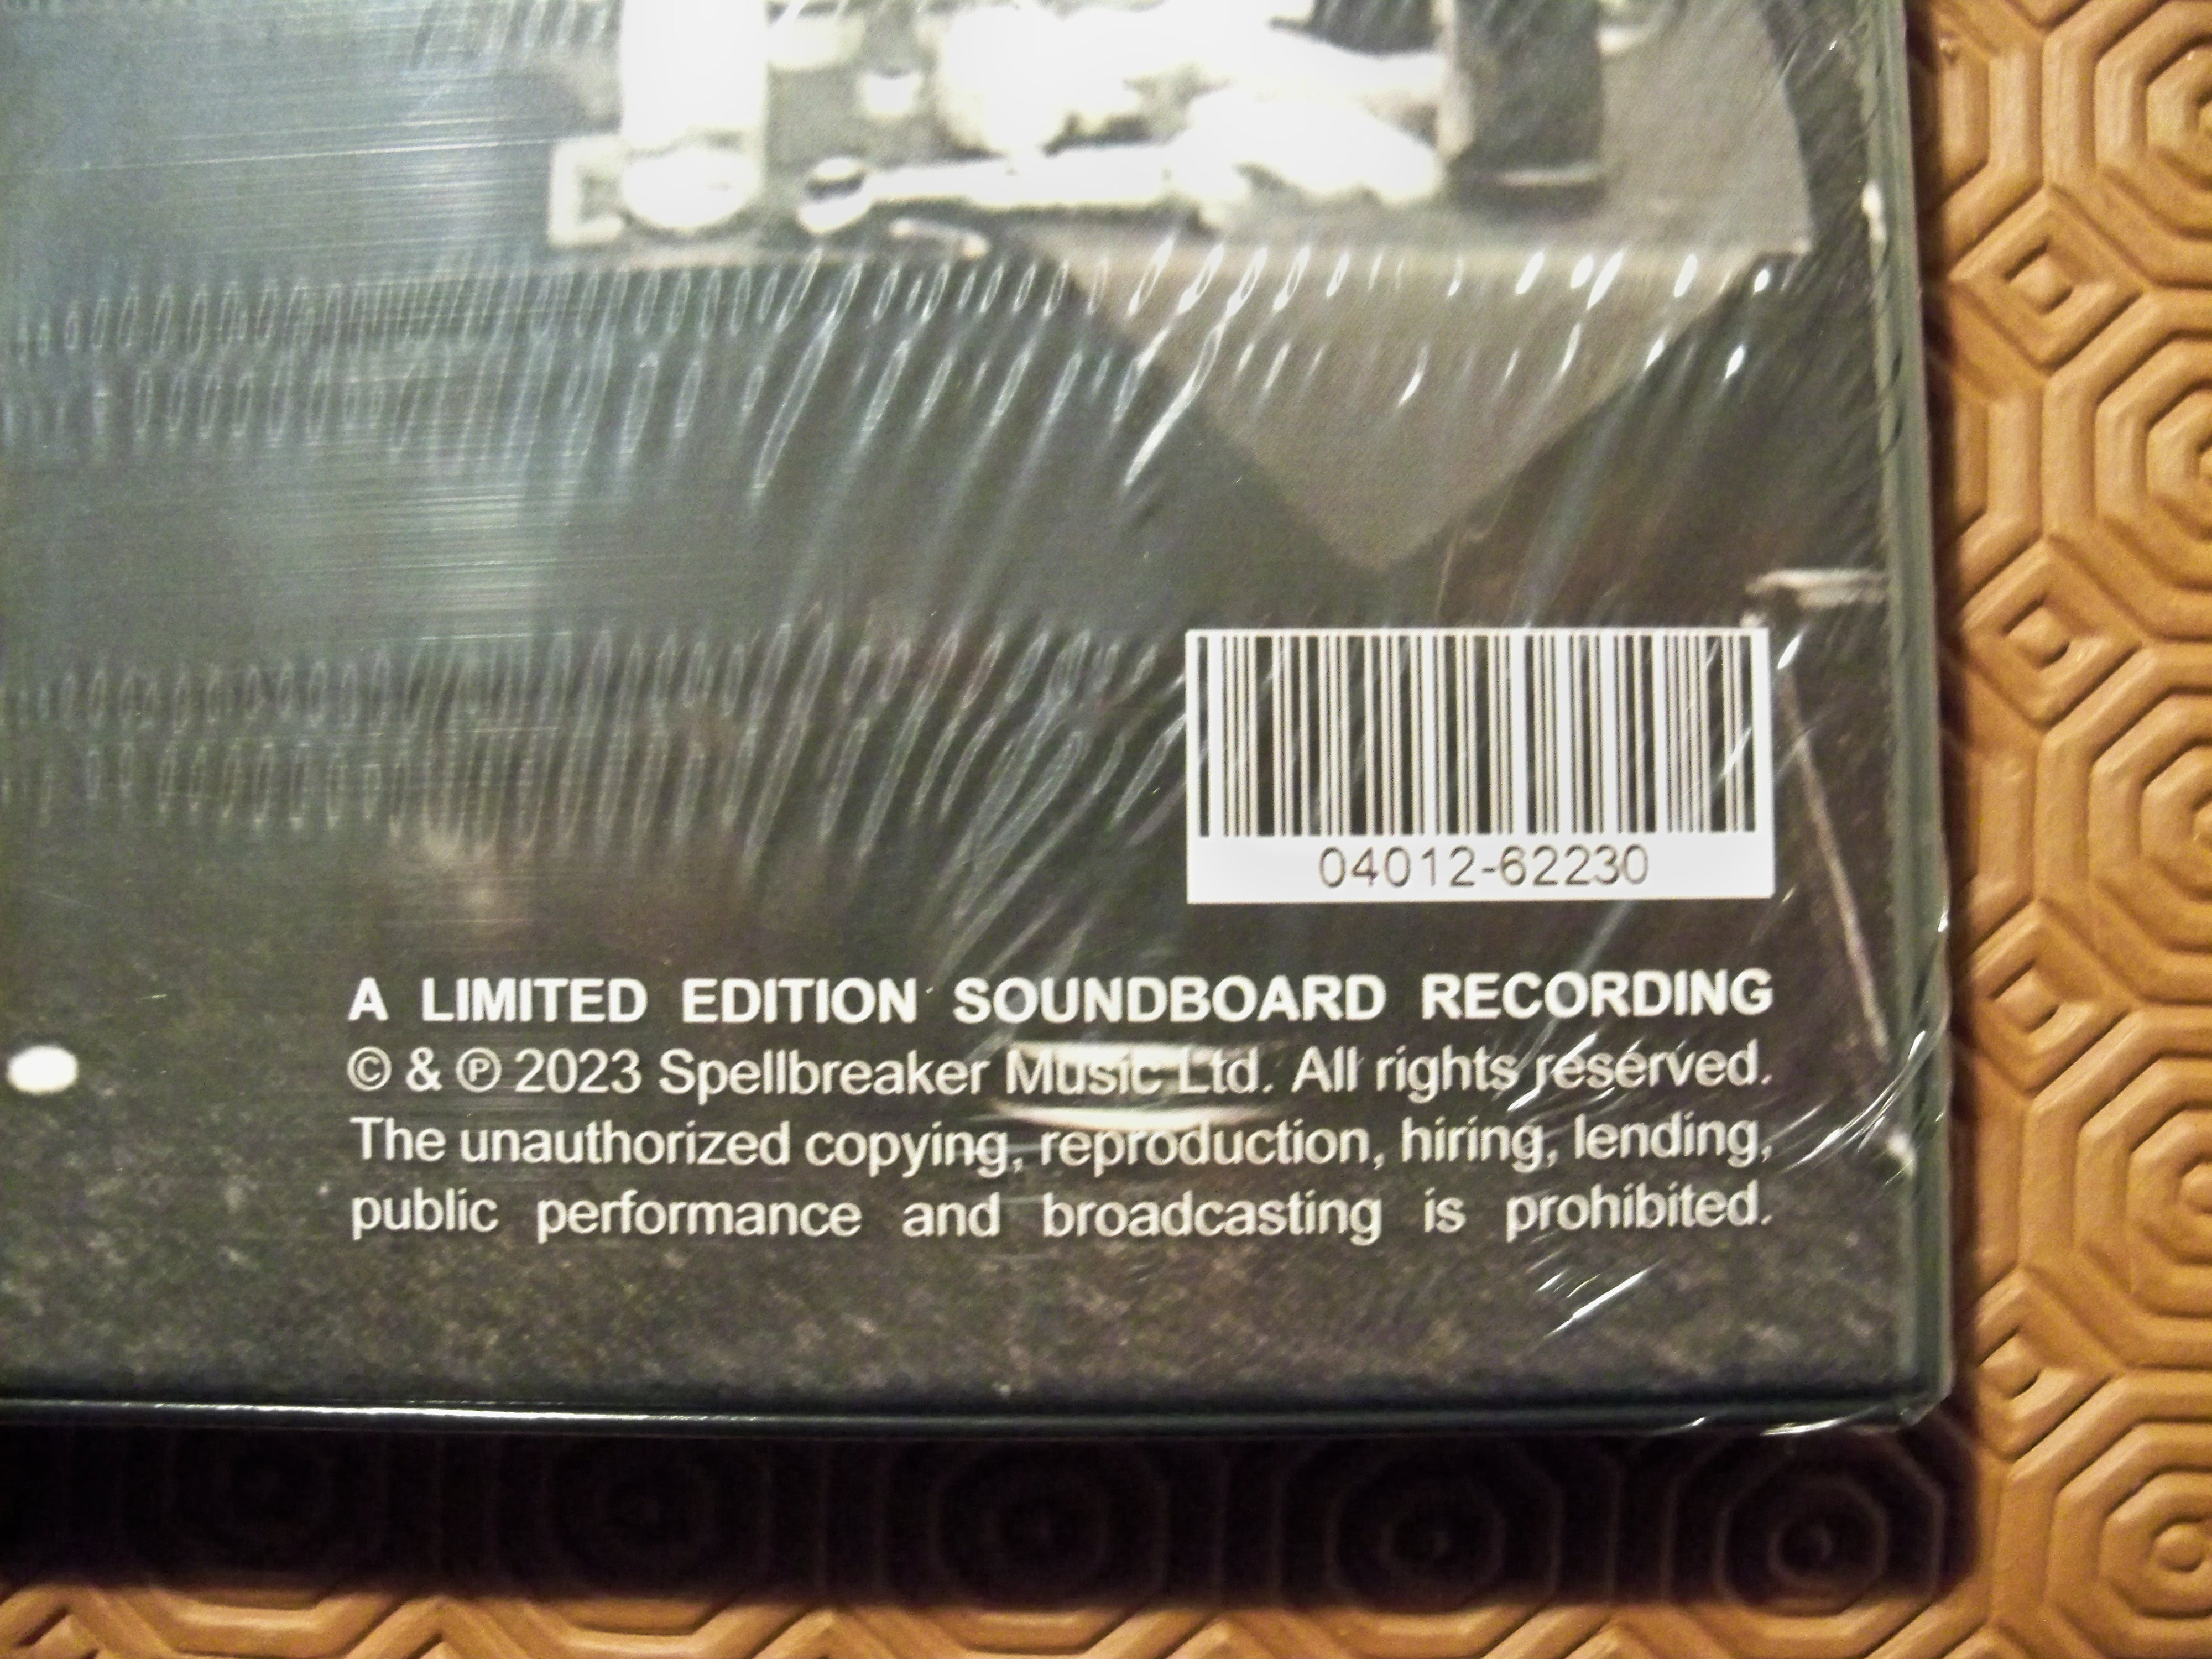 04012-62230
A LIMITED EDITION SOUNDBOARD RECORDING
© & ℗ 2023 Spellbreaker Music Ltd. All rights reserved.
The unauthorized copying, reproduction, hiring, lending,
public performance and broadcasting is prohibited.